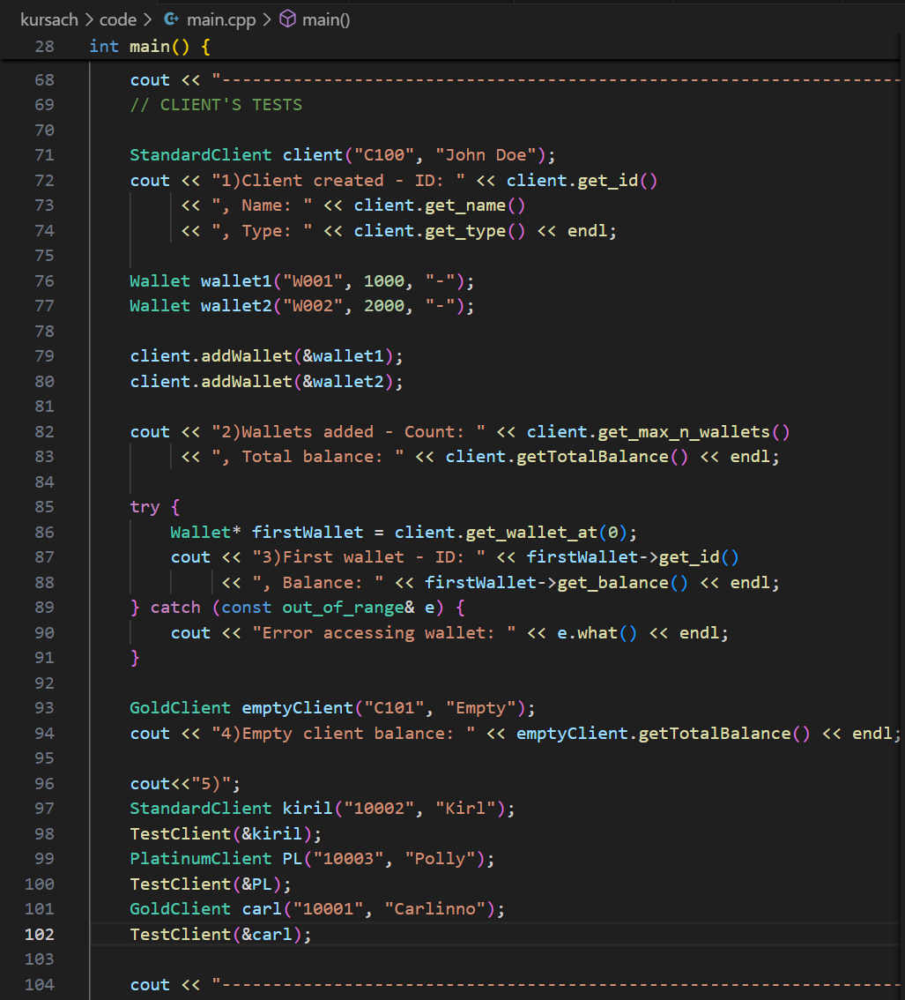 kursach > code > main.cpp > main()
28 int main() {
68 cout << "-------------------------------------------------------------------
69 // CLIENT'S TESTS
70
71 StandardClient client("C100", "John Doe");
72 cout << "1)Client created - ID: " << client.get_id()
73 << ", Name: " << client.get_name()
74 << ", Type: " << client.get_type() << endl;
75
76 Wallet wallet1("W001", 1000, "-");
77 Wallet wallet2("W002", 2000, "-");
78
79 client.addWallet(&wallet1);
80 client.addWallet(&wallet2);
81
82 cout << "2)Wallets added - Count: " << client.get_max_n_wallets()
83 << ", Total balance: " << client.getTotalBalance() << endl;
84
85 try {
86 Wallet* firstWallet = client.get_wallet_at(0);
87 cout << "3)First wallet - ID: " << firstWallet->get_id()
88 << ", Balance: " << firstWallet->get_balance() << endl;
89 } catch (const out_of_range& e) {
90 cout << "Error accessing wallet: " << e.what() << endl;
91 }
92
93 GoldClient emptyClient("C101", "Empty");
94 cout << "4)Empty client balance: " << emptyClient.getTotalBalance() << endl;
95
96 cout<<"5)";
97 StandardClient kiril("10002", "Kirl");
98 TestClient(&kiril);
99 PlatinumClient PL("10003", "Polly");
100 TestClient(&PL);
101 GoldClient carl("10001", "Carlinno");
102 TestClient(&carl);
103
104 cout << "-------------------------------------------------------------------